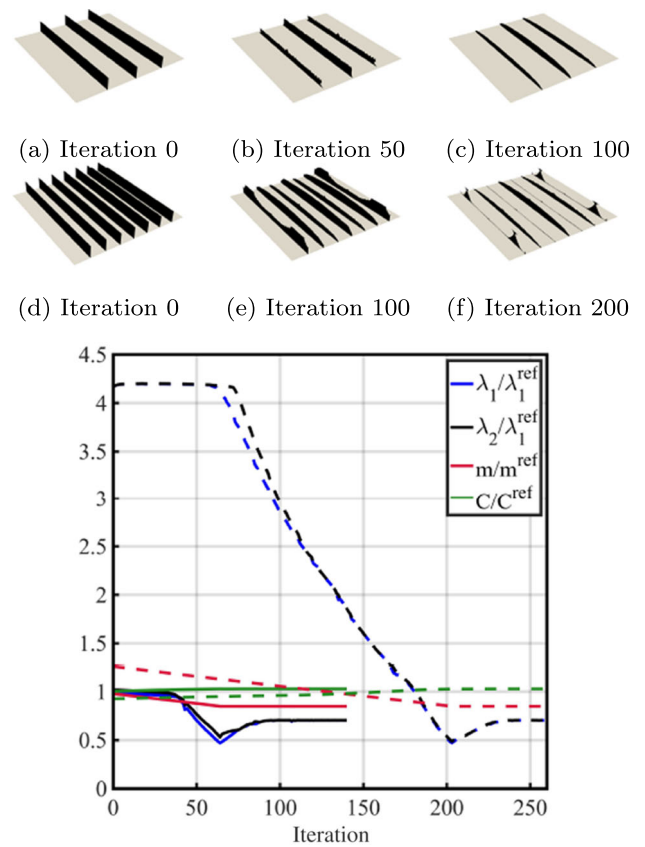 (a) Iteration 0 (b) Iteration 50 (c) Iteration 100
(d) Iteration 0 (e) Iteration 100 (f) Iteration 200
4.5
4
3.5
3
2.5
2
1.5
1
0.5
0
λ₁/λ₁ʳᵉᶠ
λ₂/λ₁ʳᵉᶠ
m/mʳᵉᶠ
C/Cʳᵉᶠ
0 50 100 150 200 250
Iteration